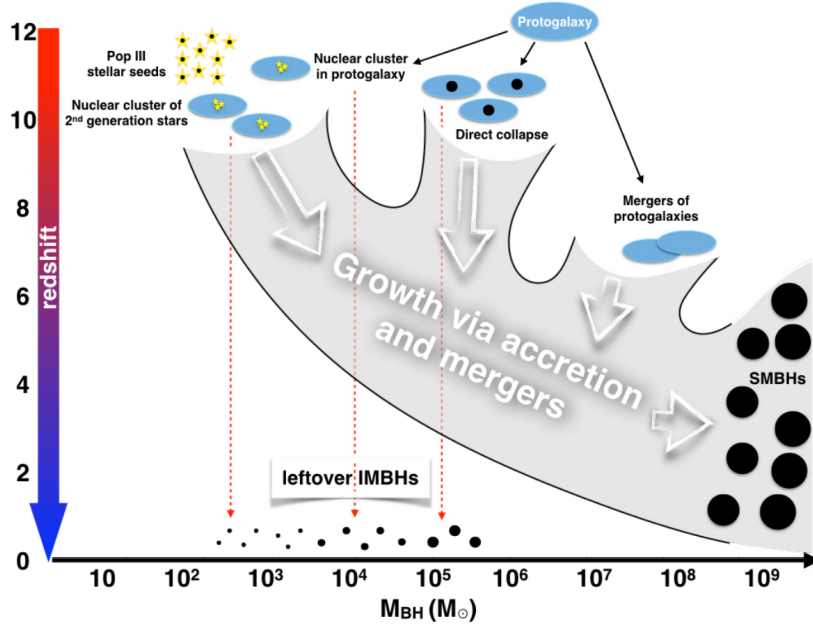 12
10
8
6
4
2
0
redshift
Pop III
stellar seeds
Nuclear cluster of
2nd generation stars
Nuclear cluster
in protogalaxy
Protogalaxy
Direct collapse
Mergers of
protogalaxies
Growth via accretion
and mergers
SMBHs
leftover IMBHs
10 10² 10³ 10⁴ 10⁵ 10⁶ 10⁷ 10⁸ 10⁹
M_BH (M_⊙)